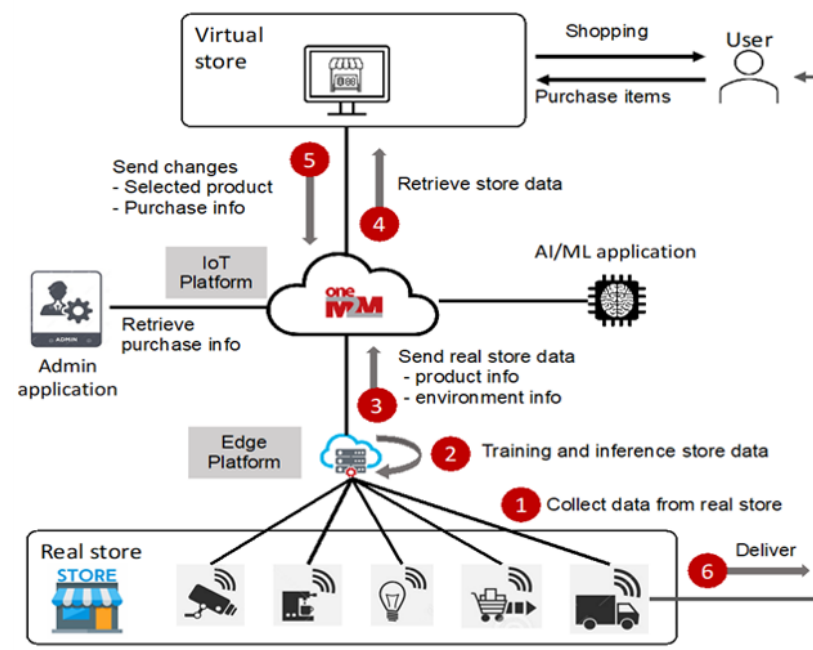 Virtual
store
Shopping
User
Purchase items
5
Send changes
- Selected product
- Purchase info
Retrieve store data
4
IoT
Platform
AI/ML application
one
M2M
ADMIN
Retrieve
purchase info
Admin
application
Send real store data
- product info
- environment info
3
Edge
Platform
2
Training and inference store data
1
Collect data from real store
Real store
STORE
Deliver
6